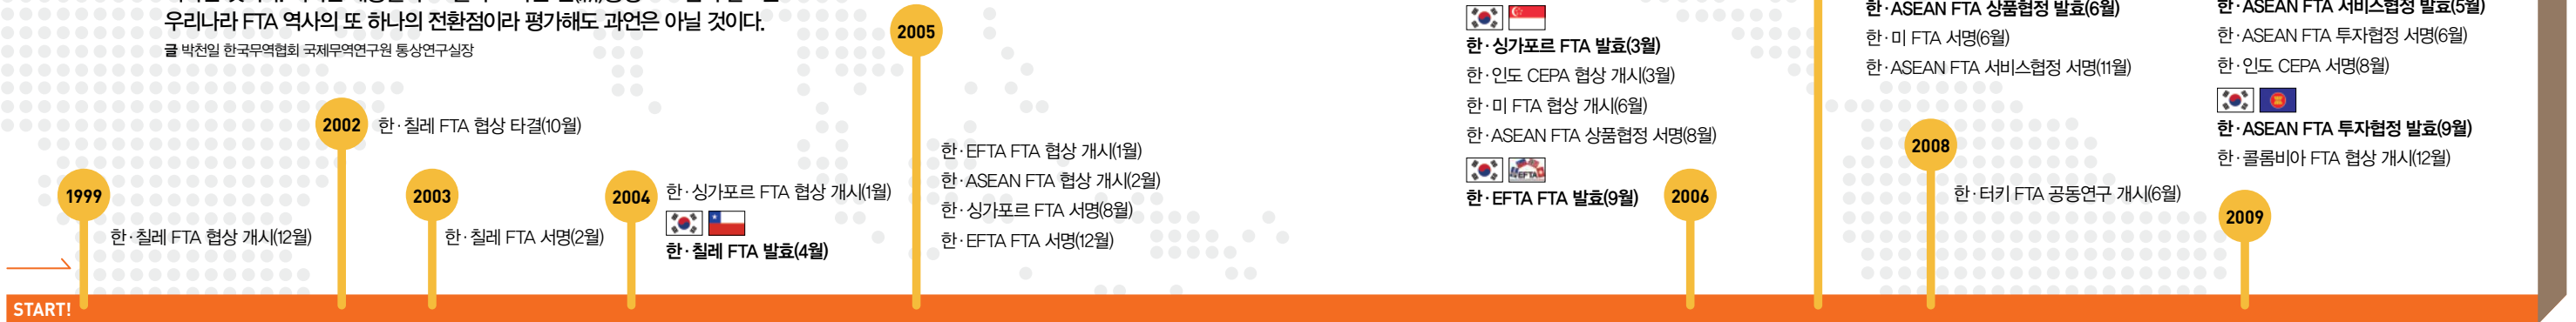 우리나라 FTA 역사의 또 하나의 전환점이라 평가해도 과언은 아닐 것이다.
글 박천일 한국무역협회 국제무역연구원 통상연구실장
1999
한·칠레 FTA 협상 개시(12월)
2002
한·칠레 FTA 협상 타결(10월)
2003
한·칠레 FTA 서명(2월)
2004
한·싱가포르 FTA 협상 개시(1월)
한·칠레 FTA 발효(4월)
2005
한·EFTA FTA 협상 개시(1월)
한·ASEAN FTA 협상 개시(2월)
한·싱가포르 FTA 서명(8월)
한·EFTA FTA 서명(12월)
한·싱가포르 FTA 발효(3월)
한·인도 CEPA 협상 개시(3월)
한·미 FTA 협상 개시(6월)
한·ASEAN FTA 상품협정 서명(8월)
EFTA
한·EFTA FTA 발효(9월)
2006
한·ASEAN FTA 상품협정 발효(6월)
한·미 FTA 서명(6월)
한·ASEAN FTA 서비스협정 서명(11월)
2008
한·터키 FTA 공동연구 개시(6월)
한·ASEAN FTA 서비스협정 발효(5월)
한·ASEAN FTA 투자협정 서명(6월)
한·인도 CEPA 서명(8월)
한·ASEAN FTA 투자협정 발효(9월)
한·콜롬비아 FTA 협상 개시(12월)
2009
START!